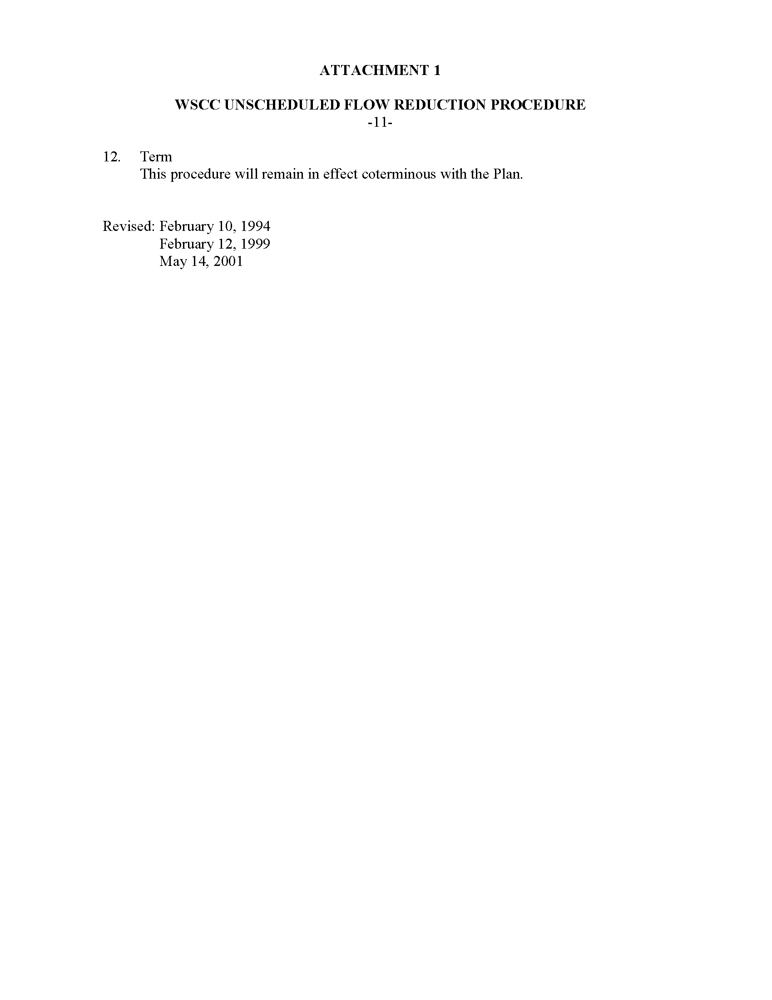 ATTACHMENT 1
WSCC UNSCHEDULED FLOW REDUCTION PROCEDURE
-11-
12. Term
This procedure will remain in effect coterminous with the Plan.
Revised: February 10, 1994
February 12, 1999
May 14, 2001